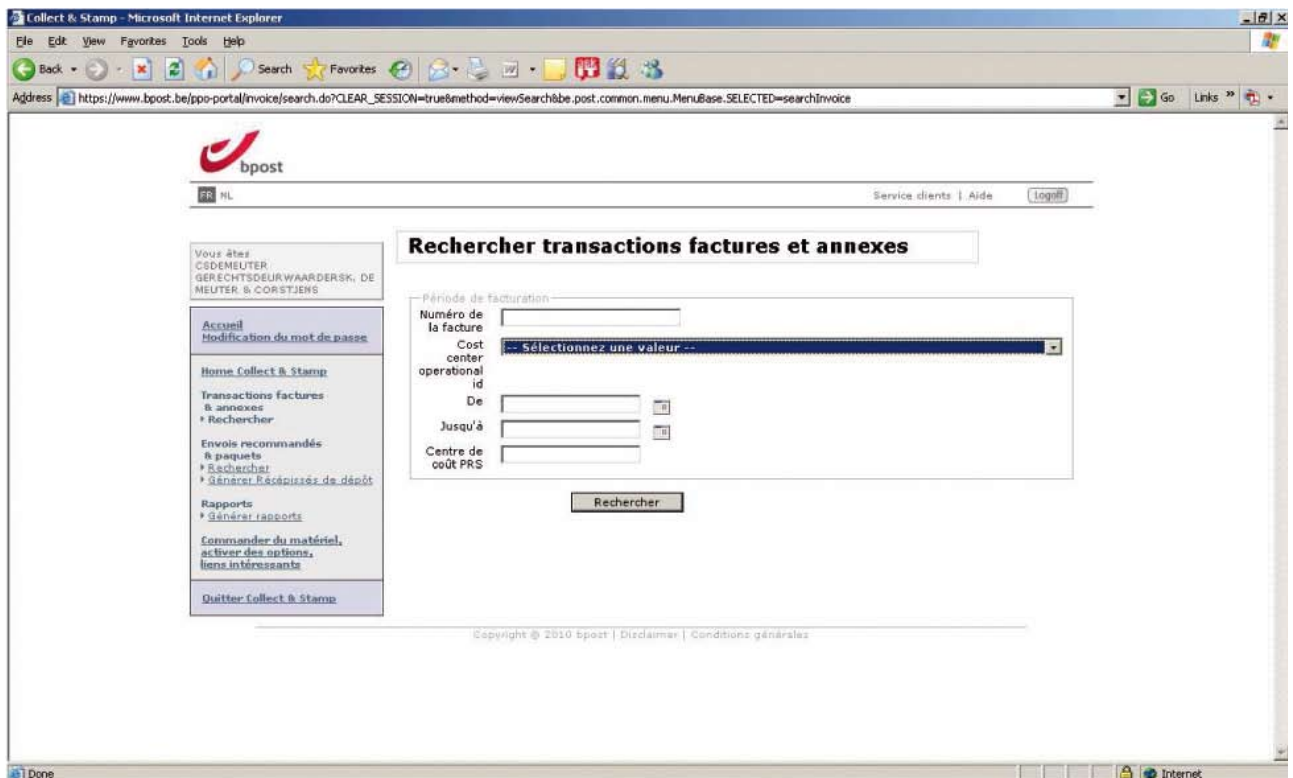 Collect & Stamp - Microsoft Internet Explorer
File Edit View Favorites Tools Help
Back Search Favorites
Address https://www.bpost.be/ppo-portal/invoice/search.do?CLEAR_SESSION=true&method=viewSearch&be.post.common.menu.MenuBase.SELECTED=searchInvoice Go Links »
bpost
FR NL Service clients | Aide Logoff
Vous êtes
CSDEMEUTER
GERECHTSDEURWAARDERSK. DE
MEUTER & CORSTJENS
Rechercher transactions factures et annexes
Accueil
Modification du mot de passe
Home Collect & Stamp
Transactions factures
& annexes
Rechercher
Envois recommandés
& paquets
Rechercher
Générer Récépissés de dépôt
Rapports
Générer rapports
Commander du matériel,
activer des options,
liens intéressants
Quitter Collect & Stamp
Période de facturation
Numéro de
la facture
Cost
center
operational
id
-- Sélectionnez une valeur --
De
Jusqu'à
Centre de
coût PRS
Rechercher
Copyright © 2010 bpost | Disclaimer | Conditions générales
Done Internet